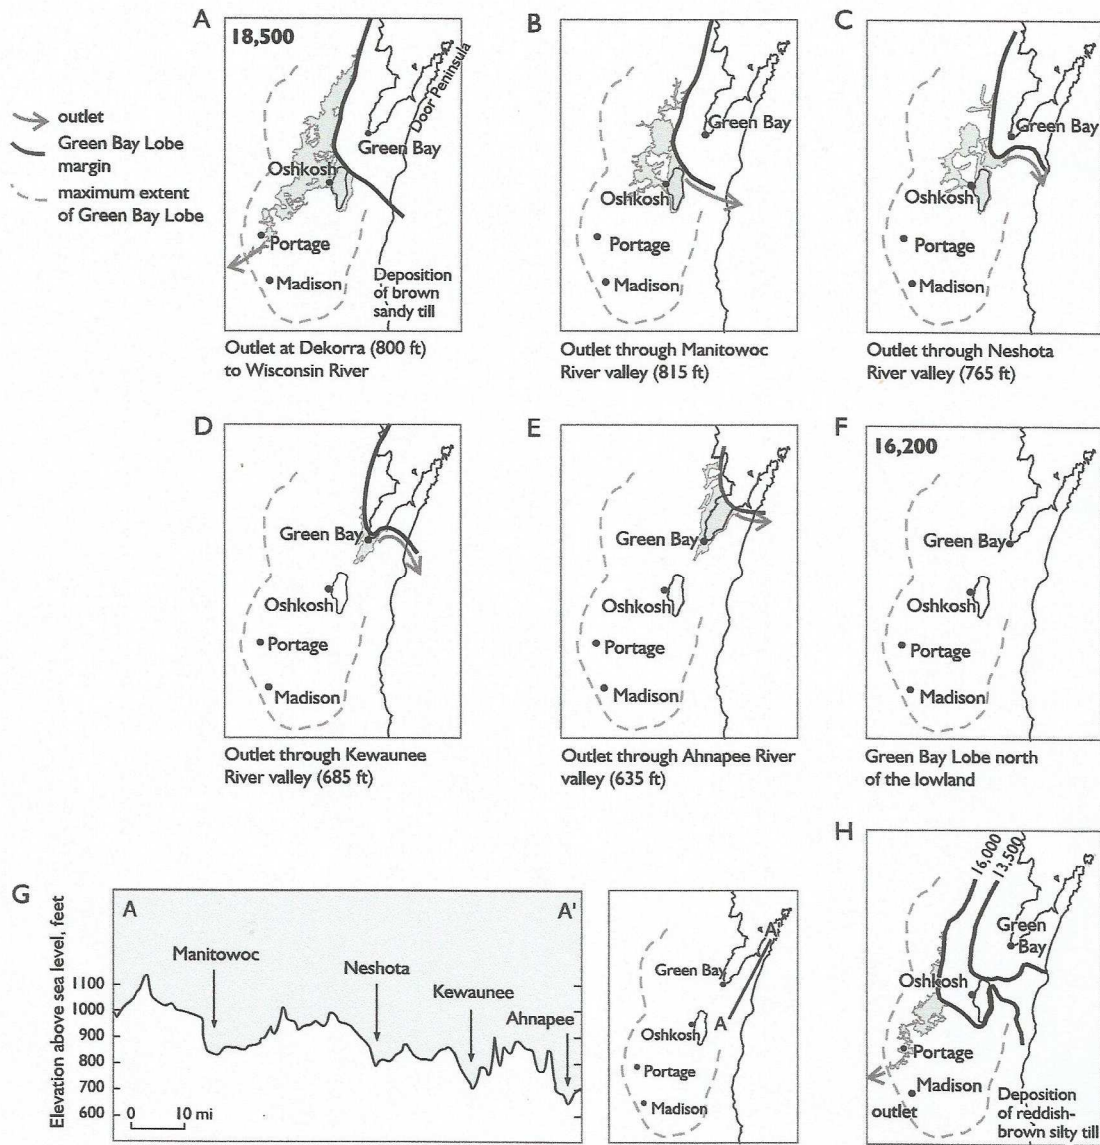 A
18,500
Door Peninsula
Green Bay
Oshkosh
Portage
Madison
Deposition
of brown
sandy till
Outlet at Dekorra (800 ft)
to Wisconsin River
outlet
Green Bay Lobe
margin
maximum extent
of Green Bay Lobe
B
Green Bay
Oshkosh
Portage
Madison
Outlet through Manitowoc
River valley (815 ft)
C
Green Bay
Oshkosh
Portage
Madison
Outlet through Neshota
River valley (765 ft)
D
Green Bay
Oshkosh
Portage
Madison
Outlet through Kewaunee
River valley (685 ft)
E
Green Bay
Oshkosh
Portage
Madison
Outlet through Ahnapee River
valley (635 ft)
F
16,200
Green Bay
Oshkosh
Portage
Madison
Green Bay Lobe north
of the lowland
G
Elevation above sea level, feet
A
A'
Manitowoc
Neshota
Kewaunee
Ahnapee
1100
1000
900
800
700
600
0 10 mi
A'
Green Bay
A
Oshkosh
Portage
Madison
H
16,000
13,500
Green
Bay
Oshkosh
Portage
Madison
outlet
Deposition
of reddish-
brown silty till